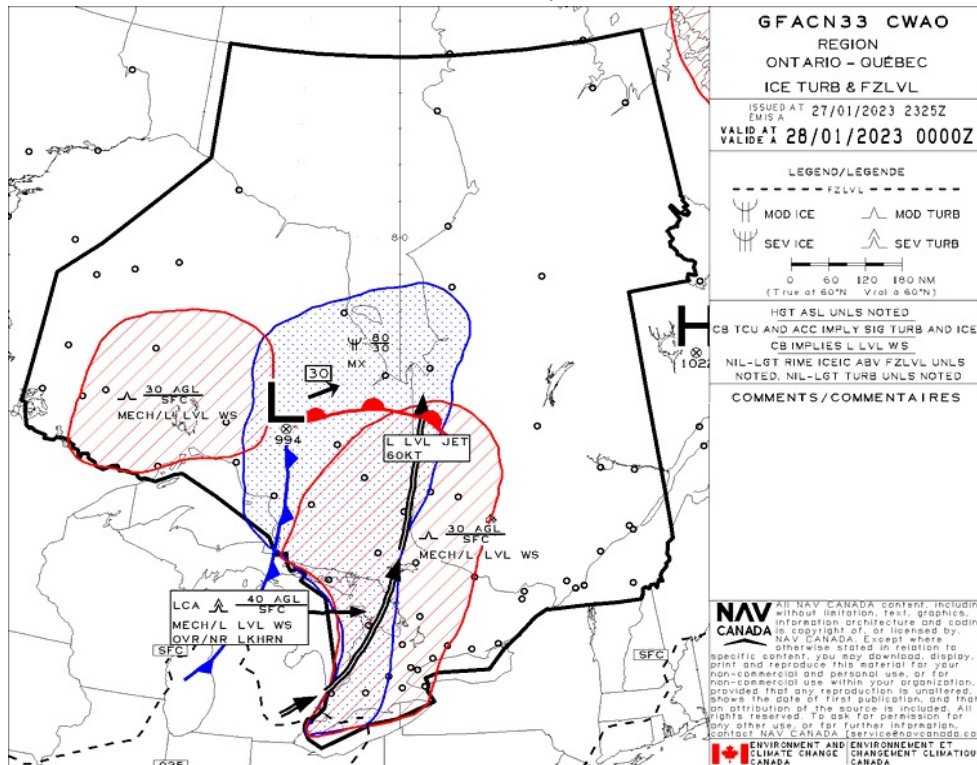 GFACN33 CWAO
REGION
ONTARIO - QUÉBEC
ICE TURB & FZLVL
ISSUED AT
ÉMIS À
27/01/2023 2325Z
VALID AT
VALIDE À
28/01/2023 0000Z
LEGEND/LÉGENDE
FZLVL
MOD ICE
MOD TURB
SEV ICE
SEV TURB
0 60 120 180 NM
(True at 60°N Vrai à 60°N)
HGT ASL UNLS NOTED
CB TCU AND ACC IMPLY SIG TURB AND ICE
CB IMPLIES L LVL WS
NIL-LGT RIME ICEIC ABV FZLVL UNLS
NOTED. NIL-LGT TURB UNLS NOTED
COMMENTS/COMMENTAIRES
80
80
30
MX
30
30 AGL
SFC
MECH/L LVL WS
L
994
H
1022
L LVL JET
60KT
30 AGL
SFC
MECH/L LVL WS
LCA
40 AGL
SFC
MECH/L LVL WS
OVR/NR LKHRN
SFC
SFC
025
NAV
CANADA
All NAV CANADA content, includin
without limitation, text, graphics,
information architecture and codin
is copyright of, or licensed by,
NAV CANADA. Except where
otherwise stated in relation to
specific content, you may download, display,
print and reproduce this material for your
non-commercial and personal use, or for
non-commercial use within your organization,
provided that any reproduction is unaltered,
shows the date of first publication, and that
an attribution of the source is included. All
rights reserved. To ask for permission for
any other use, or for further information,
contact NAV CANADA [service@navcanada.co
ENVIRONMENT AND
CLIMATE CHANGE
CANADA
ENVIRONNEMENT ET
CHANGEMENT CLIMATIQU
CANADA